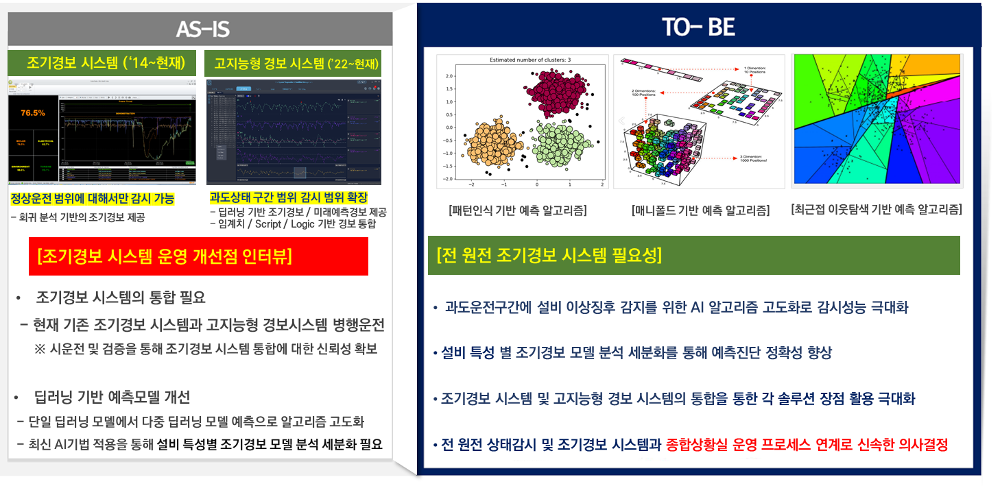 AS-IS
조기경보 시스템 (‘14~현재)
고지능형 경보 시스템 (’22~현재)
76.5%
BOILER
ELECTRICAL
ENVIRONMENT
정상운전 범위에 대해서만 감시 가능
- 회귀 분석 기반의 조기경보 제공
과도상태 구간 범위 감시 범위 확장
- 딥러닝 기반 조기경보 / 미래예측경보 제공
- 임계치 / Script / Logic 기반 경보 통합
[조기경보 시스템 운영 개선점 인터뷰]
• 조기경보 시스템의 통합 필요
- 현재 기존 조기경보 시스템과 고지능형 경보시스템 병행운전
※ 시운전 및 검증을 통해 조기경보 시스템 통합에 대한 신뢰성 확보
• 딥러닝 기반 예측모델 개선
- 단일 딥러닝 모델에서 다중 딥러닝 모델 예측으로 알고리즘 고도화
- 최신 AI기법 적용을 통해 설비 특성별 조기경보 모델 분석 세분화 필요
TO- BE
Estimated number of clusters: 3
2.0
1.5
1.0
0.5
0.0
−0.5
−1.0
−1.5
−2.0
−2 −1 0 1 2
1 Dimention:
10 Positions
2 Dimentions:
100 Positions
3 Dimention:
1000 Positions!
[패턴인식 기반 예측 알고리즘]
[매니폴드 기반 예측 알고리즘]
[최근접 이웃탐색 기반 예측 알고리즘]
[전 원전 조기경보 시스템 필요성]
• 과도운전구간에 설비 이상징후 감지를 위한 AI 알고리즘 고도화로 감시성능 극대화
• 설비 특성 별 조기경보 모델 분석 세분화를 통해 예측진단 정확성 향상
• 조기경보 시스템 및 고지능형 경보 시스템의 통합을 통한 각 솔루션 장점 활용 극대화
• 전 원전 상태감시 및 조기경보 시스템과 종합상황실 운영 프로세스 연계로 신속한 의사결정